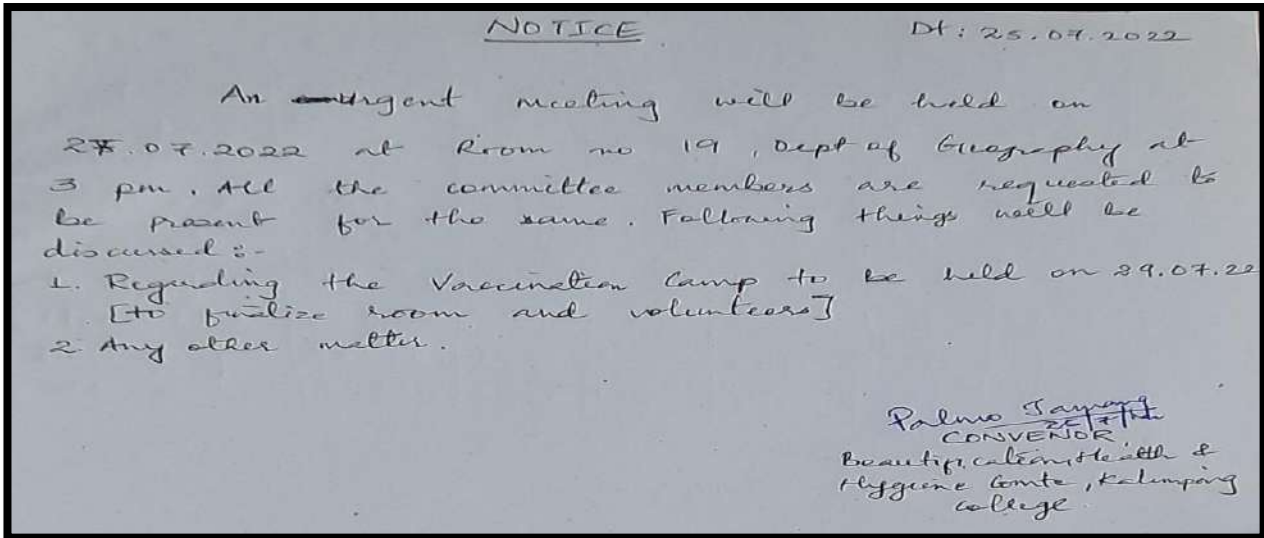 NOTICE Dt: 25.07.2022
An urgent meeting will be held on
.07.2022 at Room no 19, Dept of Geography at
3 pm. All the committee members are requested to
be present for the same. Following things will be
discussed :-
1. Regarding the Vaccination Camp to be held on 29.07.22
[to finalize room and volunteers]
2. Any other matter.
Palmo
CONVENOR
Beautification, Health &
Hygiene Comte, Kalimpong
College.